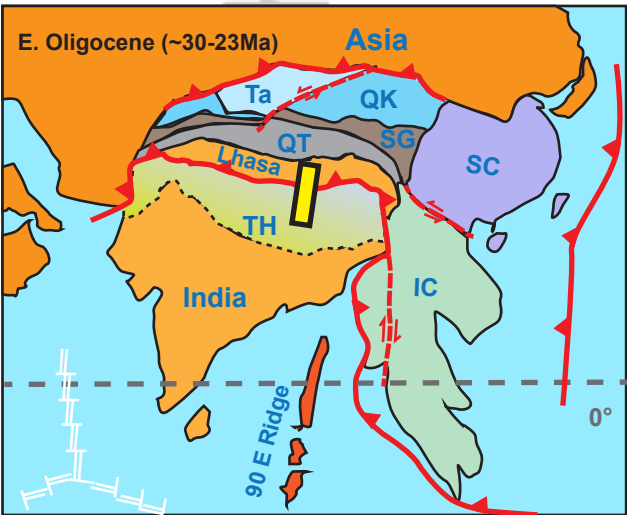 E. Oligocene (~30-23Ma)
Asia
Ta
QK
QT
SG
Lhasa
SC
TH
India
IC
90 E Ridge
0°